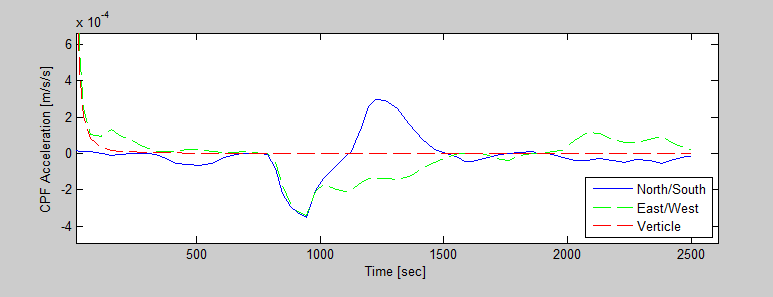 x 10-4
6
4
2
0
-2
-4
CPF Acceleration [m/s/s]
500
1000
1500
2000
2500
Time [sec]
North/South
East/West
Verticle